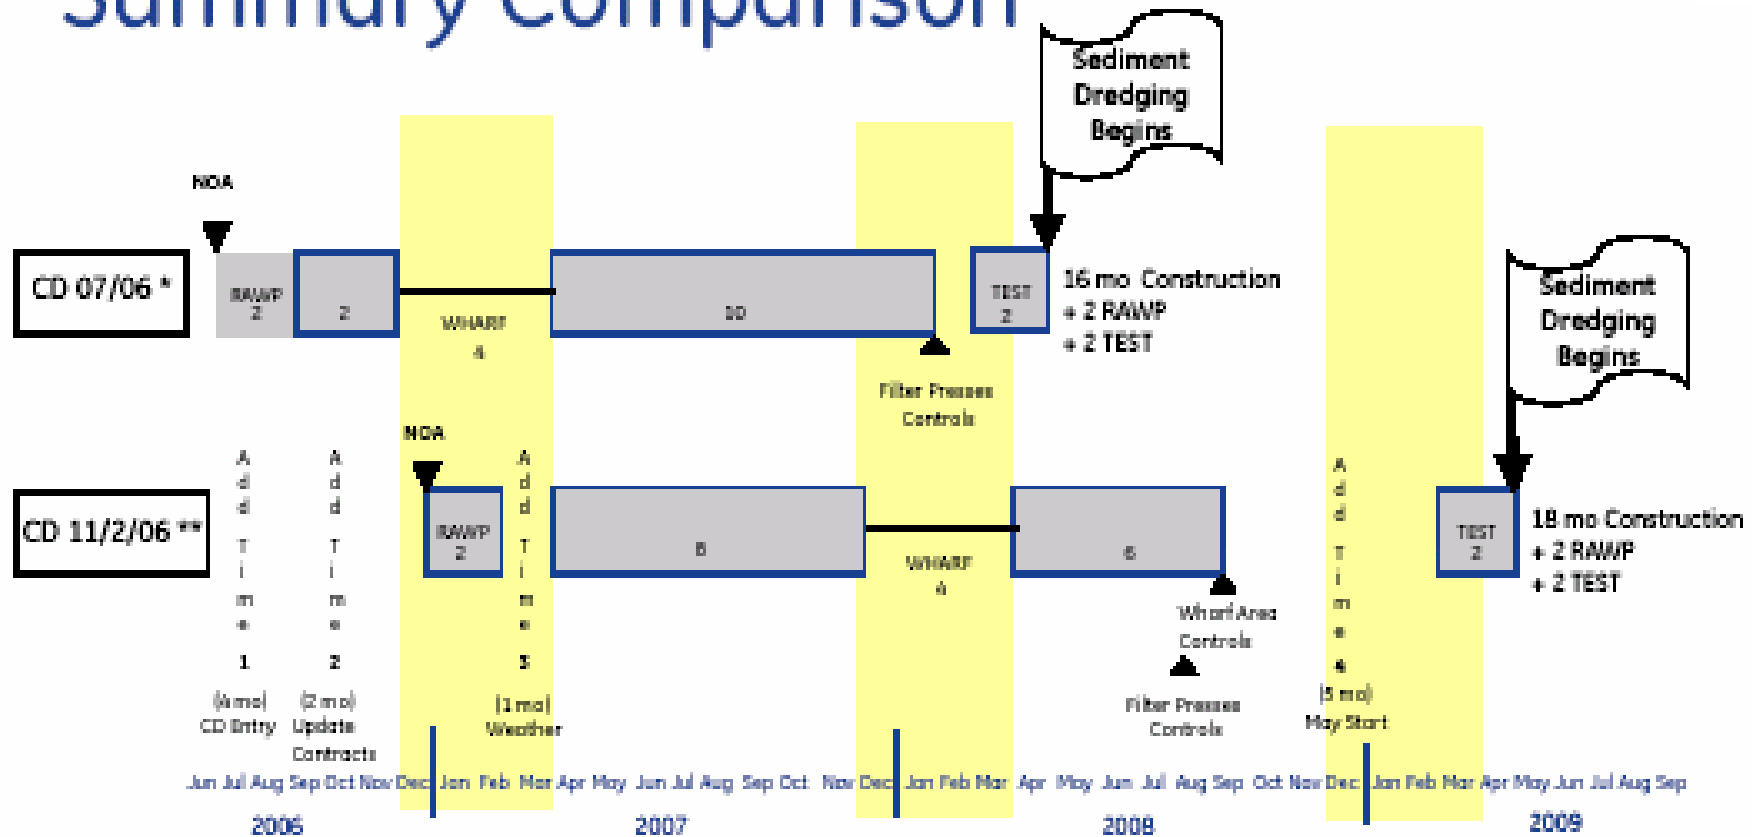 Summary Comparison
Sediment
Dredging
Begins
NOA
CD 07/06 *
RAWP
2
2
WHARF
4
10
TEST
2
16 mo Construction
+ 2 RAWP
+ 2 TEST
Filter Presses
Controls
Sediment
Dredging
Begins
NOA
CD 11/2/06 **
RAWP
2
8
WHARF
4
6
TEST
2
18 mo Construction
+ 2 RAWP
+ 2 TEST
Wharf Area
Controls
Filter Presses
Controls
Add Time 1
CD Entry
Add Time 2
(2 mo)
Update
Contracts
Add Time 3
(1 mo)
Weather
Add Time 4
(5 mo)
May Start
Jun Jul Aug Sep Oct Nov Dec Jan Feb Mar Apr May Jun Jul Aug Sep Oct Nov Dec Jan Feb Mar Apr May Jun Jul Aug Sep Oct Nov Dec Jan Feb Mar Apr May Jun Jul Aug Sep
2006 2007 2008 2009